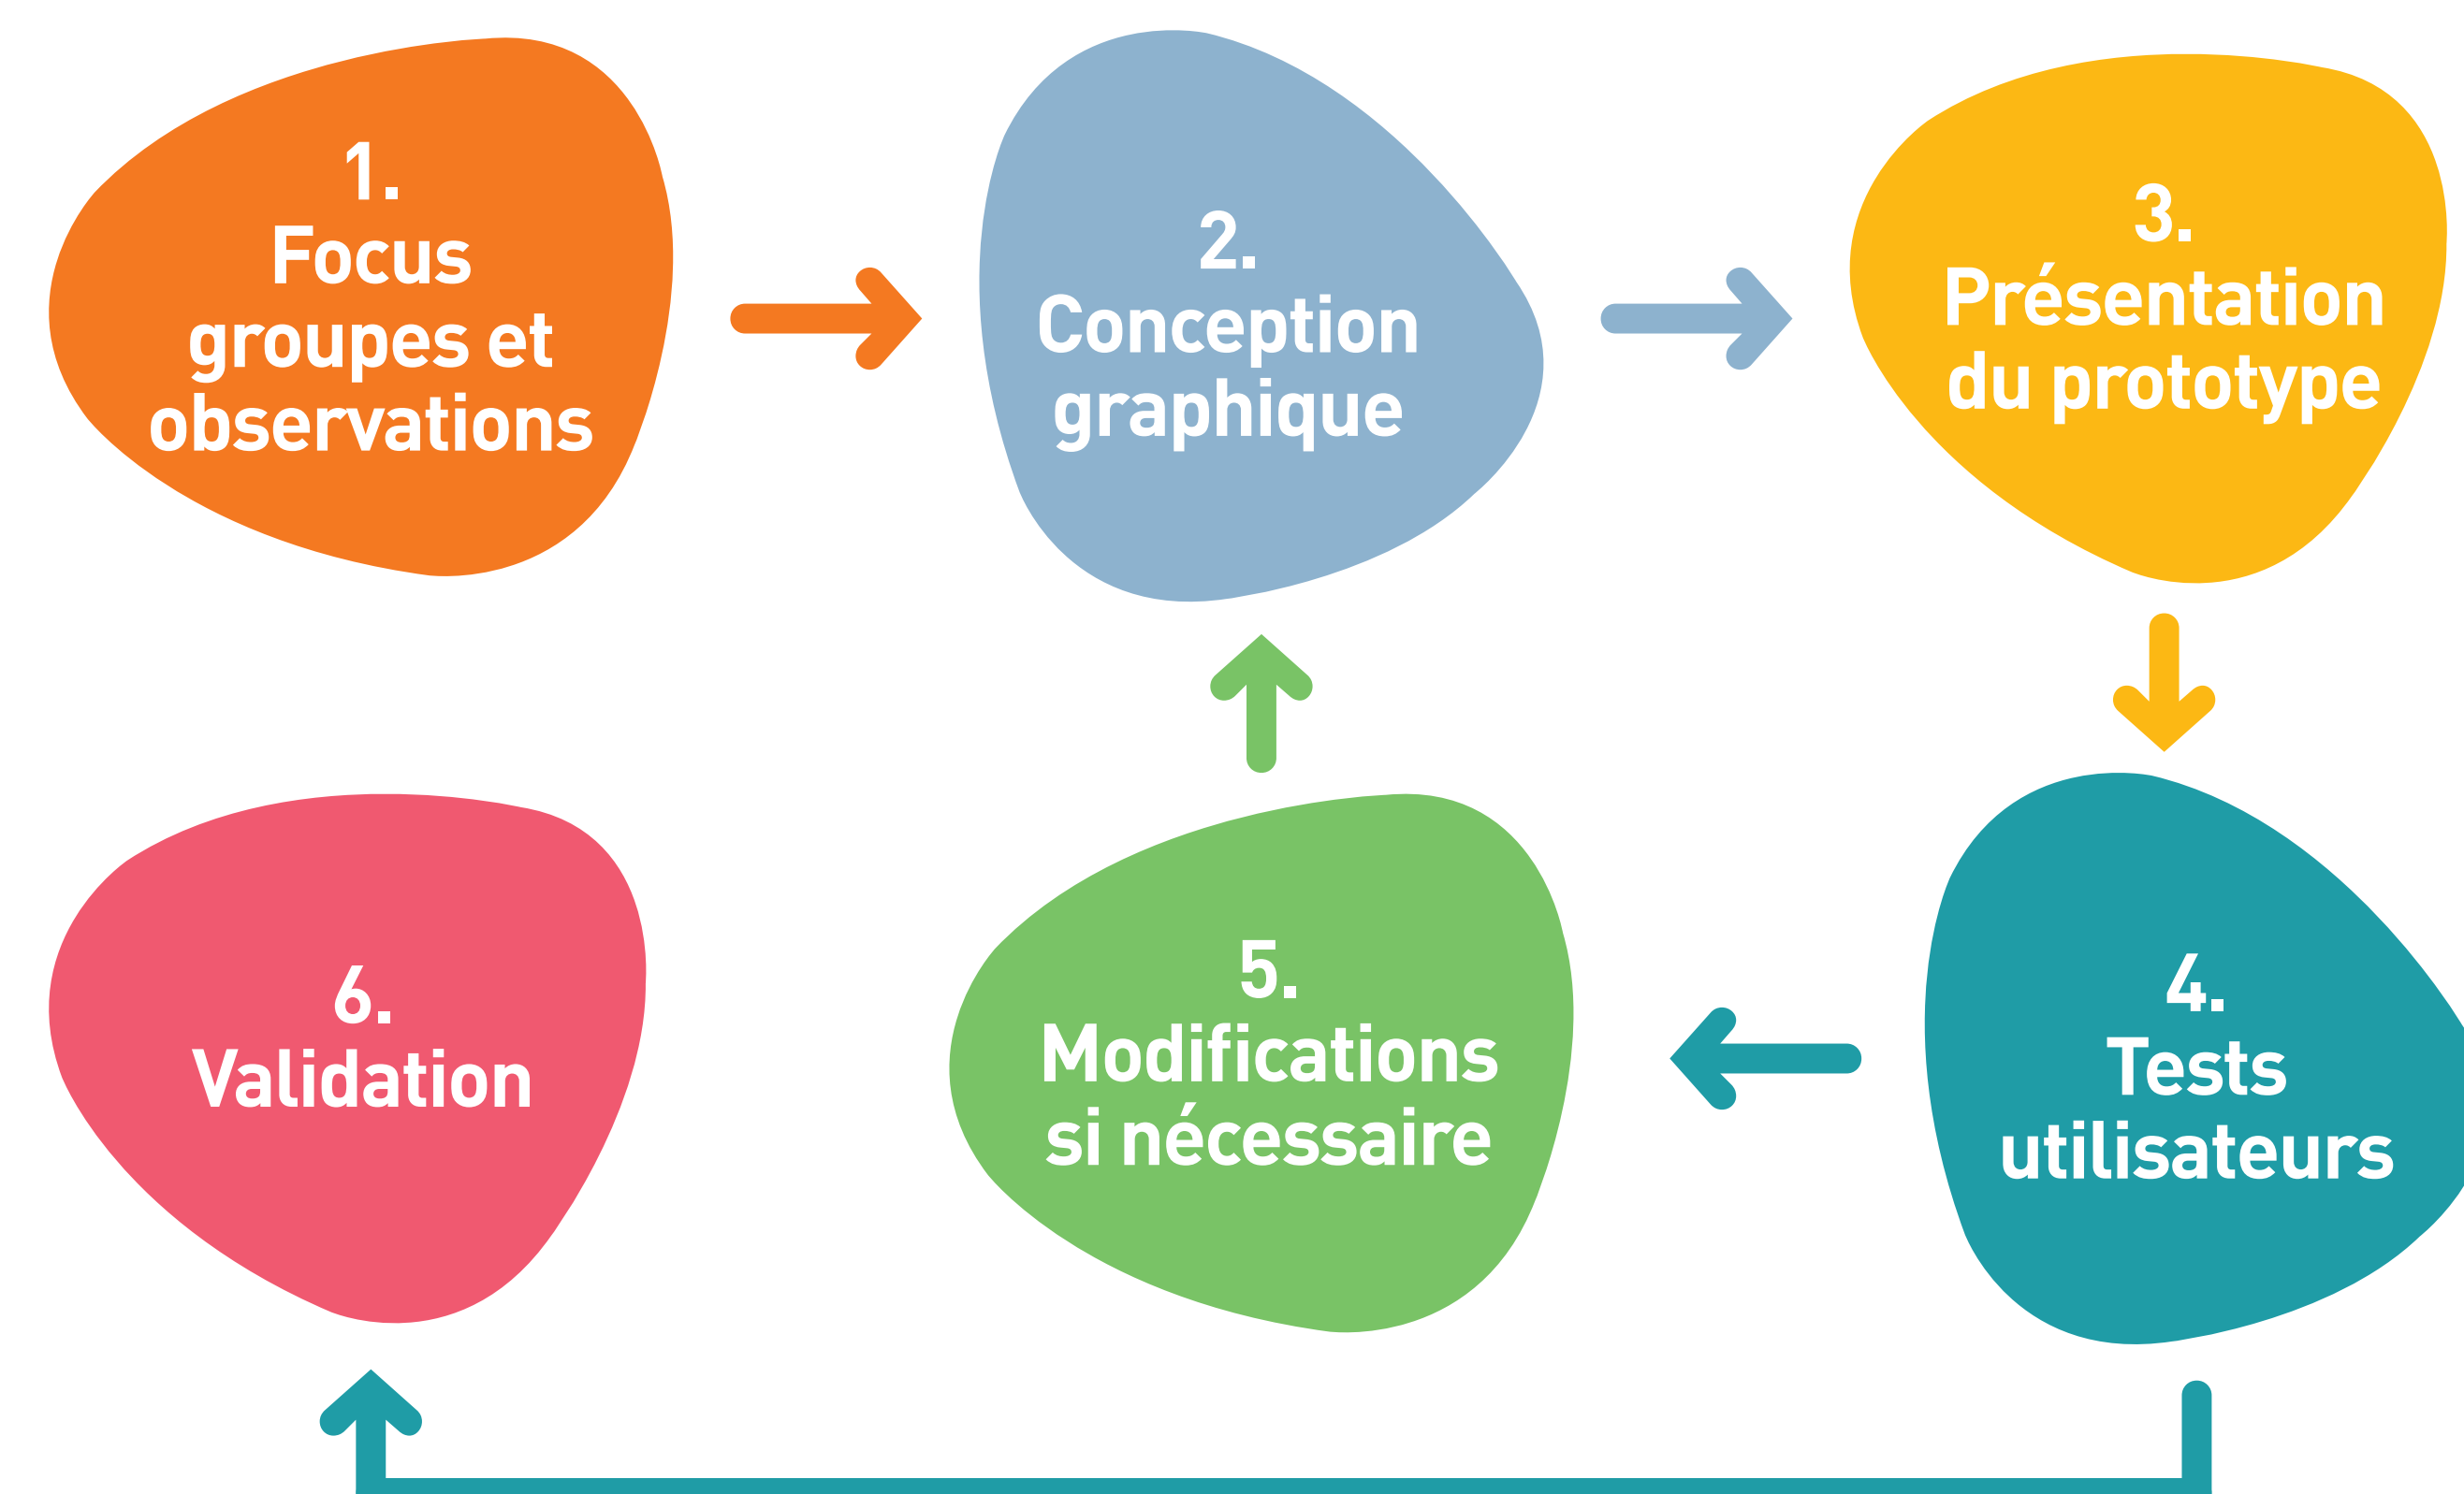 1.
Focus
groupes et
observations
2.
Conception
graphique
3.
Présentation
du prototype
4.
Tests
utilisateurs
5.
Modifications
si nécessaire
6.
Validation